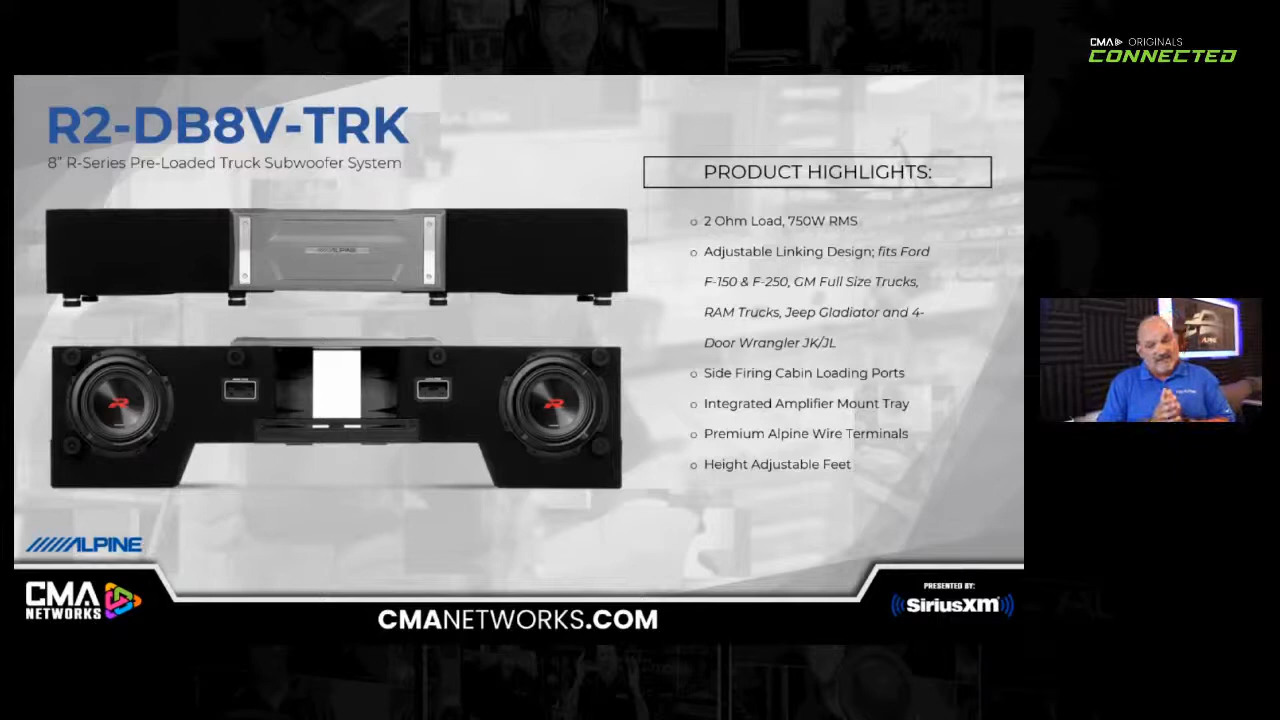 CMA ORIGINALS
CONNECTED
R2-DB8V-TRK
8” R-Series Pre-Loaded Truck Subwoofer System
PRODUCT HIGHLIGHTS:
2 Ohm Load, 750W RMS
Adjustable Linking Design; fits Ford
F-150 & F-250, GM Full Size Trucks,
RAM Trucks, Jeep Gladiator and 4-
Door Wrangler JK/JL
Side Firing Cabin Loading Ports
Integrated Amplifier Mount Tray
Premium Alpine Wire Terminals
Height Adjustable Feet
ALPINE
R
R
ALPINE
CMA
NETWORKS
CMANETWORKS.COM
PRESENTED BY:
SiriusXM